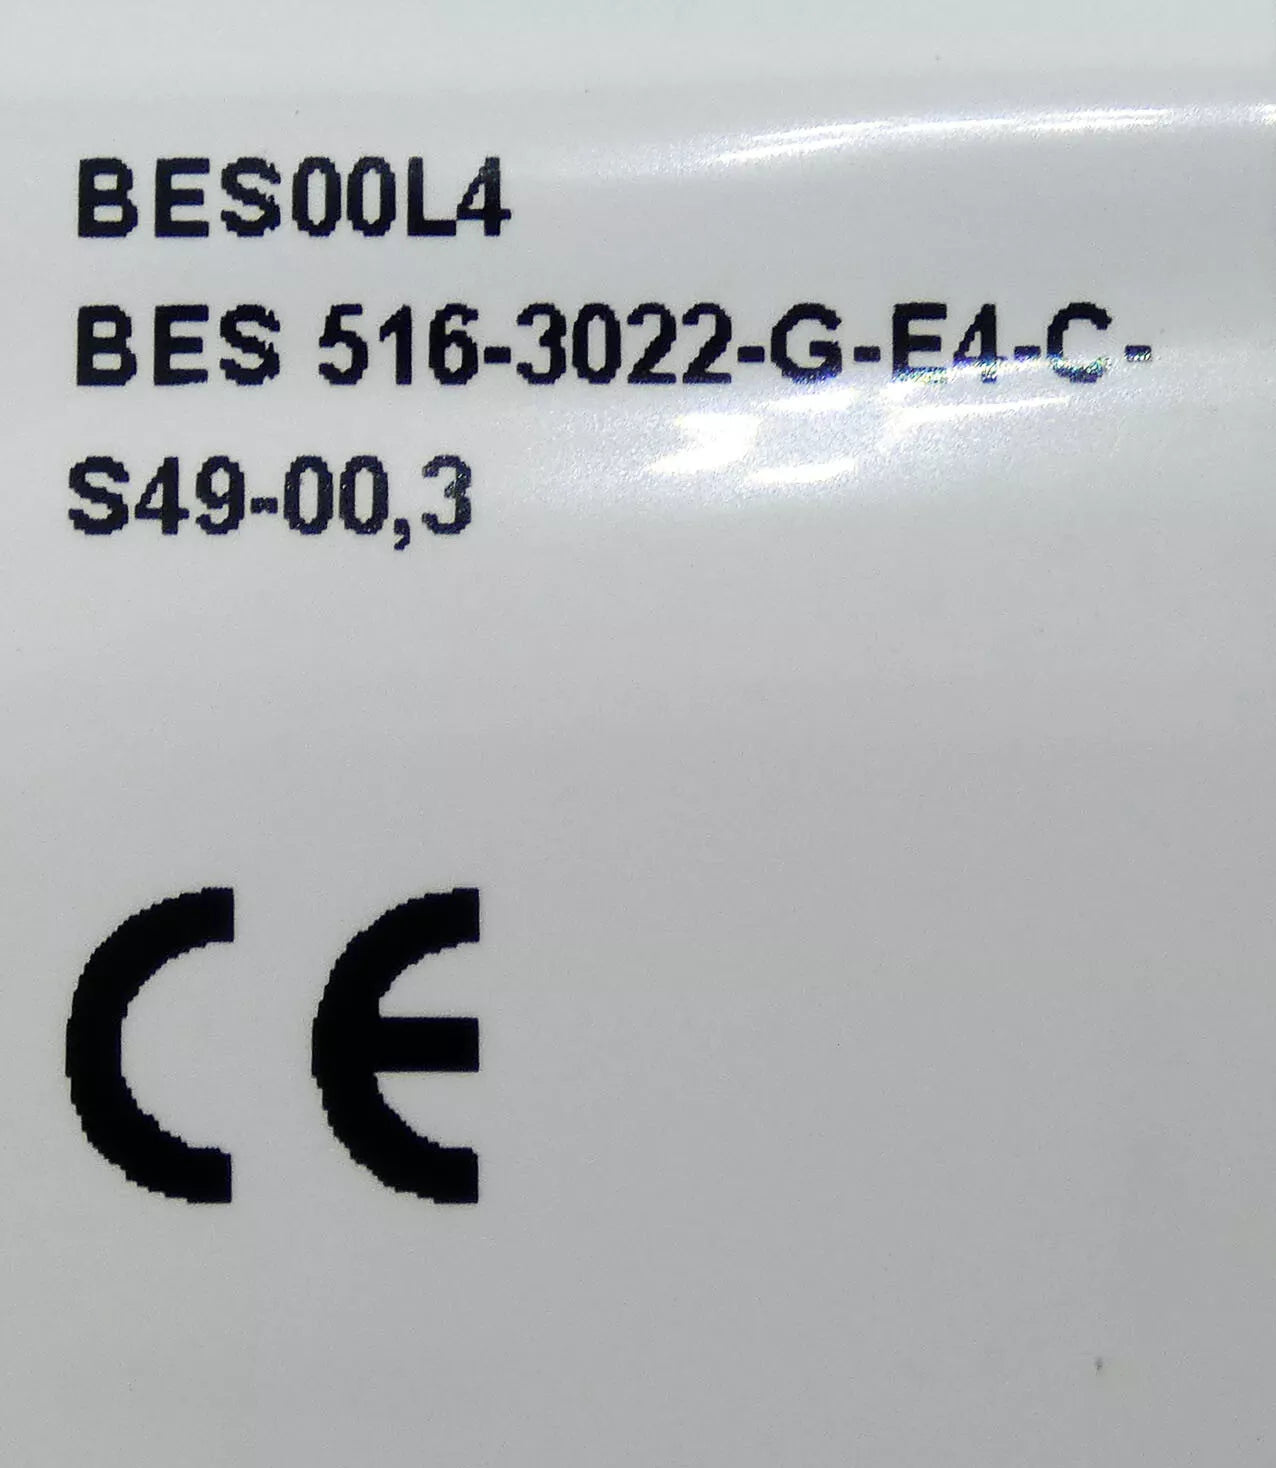 BES00L4
BES 516-3022-G-E4-C-
S49-00,3
CE